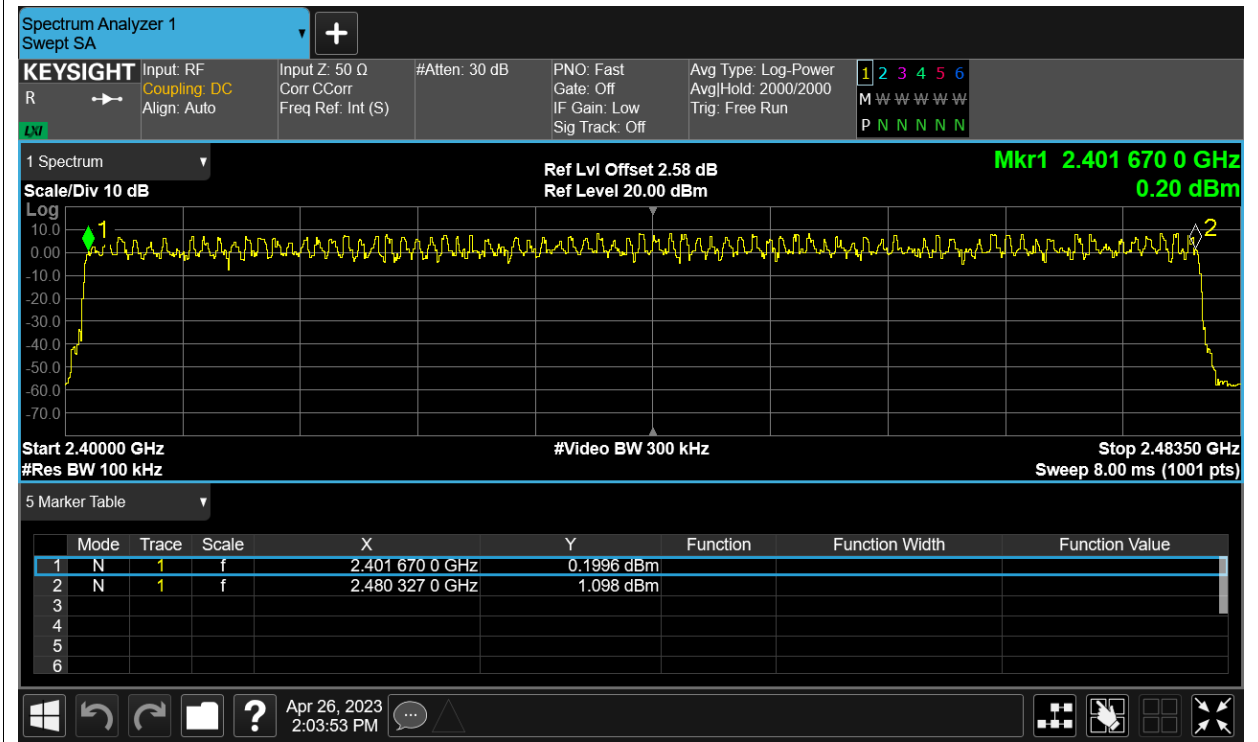 Spectrum Analyzer 1
Swept SA
+
KEYSIGHT Input: RF Input Z: 50 Ω #Atten: 30 dB PNO: Fast Avg Type: Log-Power 1 2 3 4 5 6
R Coupling: DC Corr CCorr Gate: Off Avg|Hold: 2000/2000 M W W W W W
Align: Auto Freq Ref: Int (S) IF Gain: Low Trig: Free Run
LXI Sig Track: Off P N N N N N
1 Spectrum Ref Lvl Offset 2.58 dB Mkr1 2.401 670 0 GHz
Scale/Div 10 dB Ref Level 20.00 dBm 0.20 dBm
Log
10.0 1 2
0.00
-10.0
-20.0
-30.0
-40.0
-50.0
-60.0
-70.0
Start 2.40000 GHz #Video BW 300 kHz Stop 2.48350 GHz
#Res BW 100 kHz Sweep 8.00 ms (1001 pts)
5 Marker Table
Mode Trace Scale X Y Function Function Width Function Value
1 N 1 f 2.401 670 0 GHz 0.1996 dBm
2 N 1 f 2.480 327 0 GHz 1.098 dBm
3
4
5
6
? Apr 26, 2023
2:03:53 PM